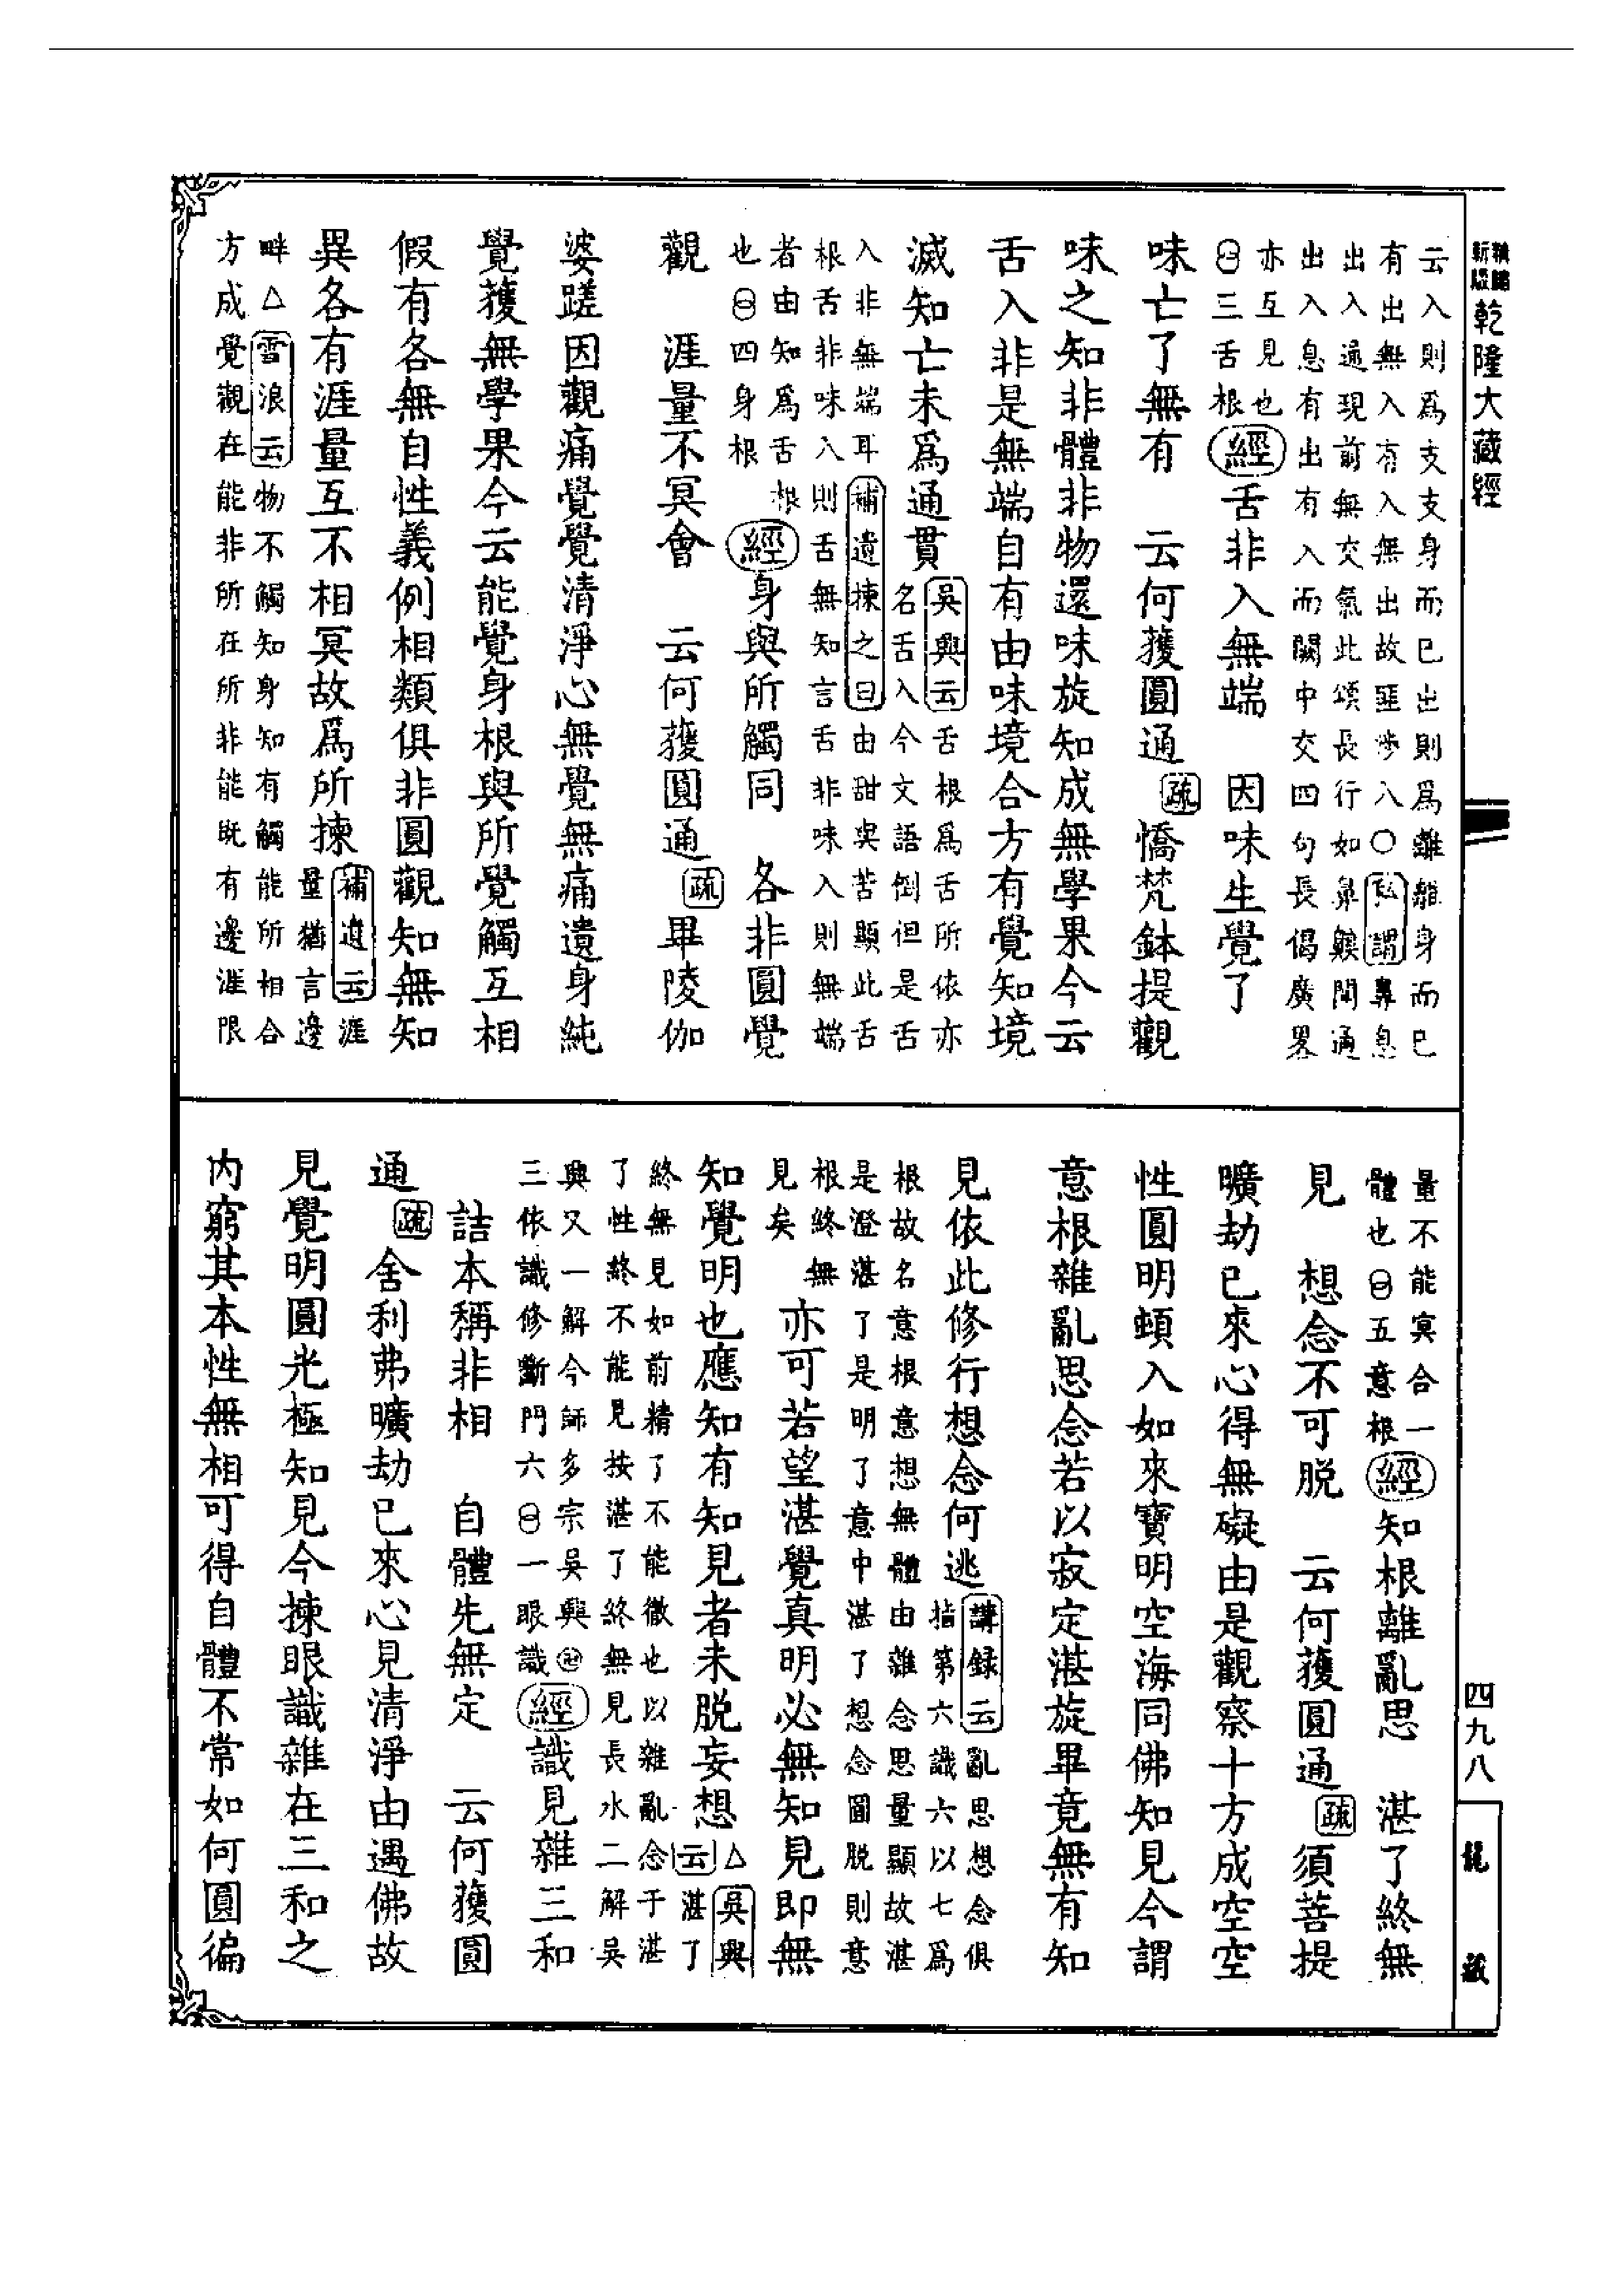 乾隆大藏經
云入則爲支支身而已出則爲離離身而已
有出無入有入無出故匪涉入〇弘謂鼻息
出入過現前無交氣此頌長行如鼻較聞通
出入息有出有入而闕中交四句長偈廣畧
亦互見也
㊀三舌根
經舌非入無端　因味生覺了
味亡了無有　云何獲圓通疏憍梵鉢提觀
味之知非體非物還味旋知成無學果今云
舌入非是無端自有由味境合方有覺知境
滅知亡未爲通貫吳興云舌根爲舌所依亦
名舌入今文語倒但是舌
入非無端耳補遺揀之曰由甜與苦顯此舌
根舌非味入則舌無知言舌非味入則無端
者由知爲舌根
也㊀四身根
經身與所觸同　各非圓覺
觀　涯量不冥會　云何獲圓通疏畢陵伽
婆蹉因觀痛覺覺清淨心無覺無痛遺身純
覺獲無學果今云能覺身根與所覺觸互相
假有各無自性義例相類俱非圓觀知無知
異各有涯量互不相冥故爲所揀補遺云涯
量猶言邊
畔△雪浪云物不觸知身知有觸能所相合
方成覺觀在能非所在所非能既有邊涯限
量不能冥合一
體也㊀五意根
經知根雜亂思　湛了終無
見　想念不可脱　云何獲圓通疏須菩提
曠劫已來心得無礙由是觀察十方成空空
性圓明頓入如來寶明空海同佛知見今謂
意根雜亂思念若以寂定湛旋畢竟無有知
見依此修行想念何逃講録云亂思想念俱
指第六識六以七爲
根故名意根意想無體由雜念思量顯故湛
是澄湛了是明了意中湛了想念圖脱則意
根終無
見矣
亦可若望湛覺真明必無知見即無
知覺明也應知有知見者未脱妄想△吳興
云湛了
終無見如前精了不能徹也以雜亂念于湛
了性終不能見按湛了終無見長水二解吳
興又一解今師多宗吳興㊁
三依識修斷門六㊀一眼識
經識見雜三和
詰本稱非相　自體先無定　云何獲圓
通疏舍利弗曠劫已來心見清淨由遇佛故
見覺明圓光極知見今揀眼識雜在三和之
内窮其本性無相可得自體不常如何圓徧
四九八
龍藏